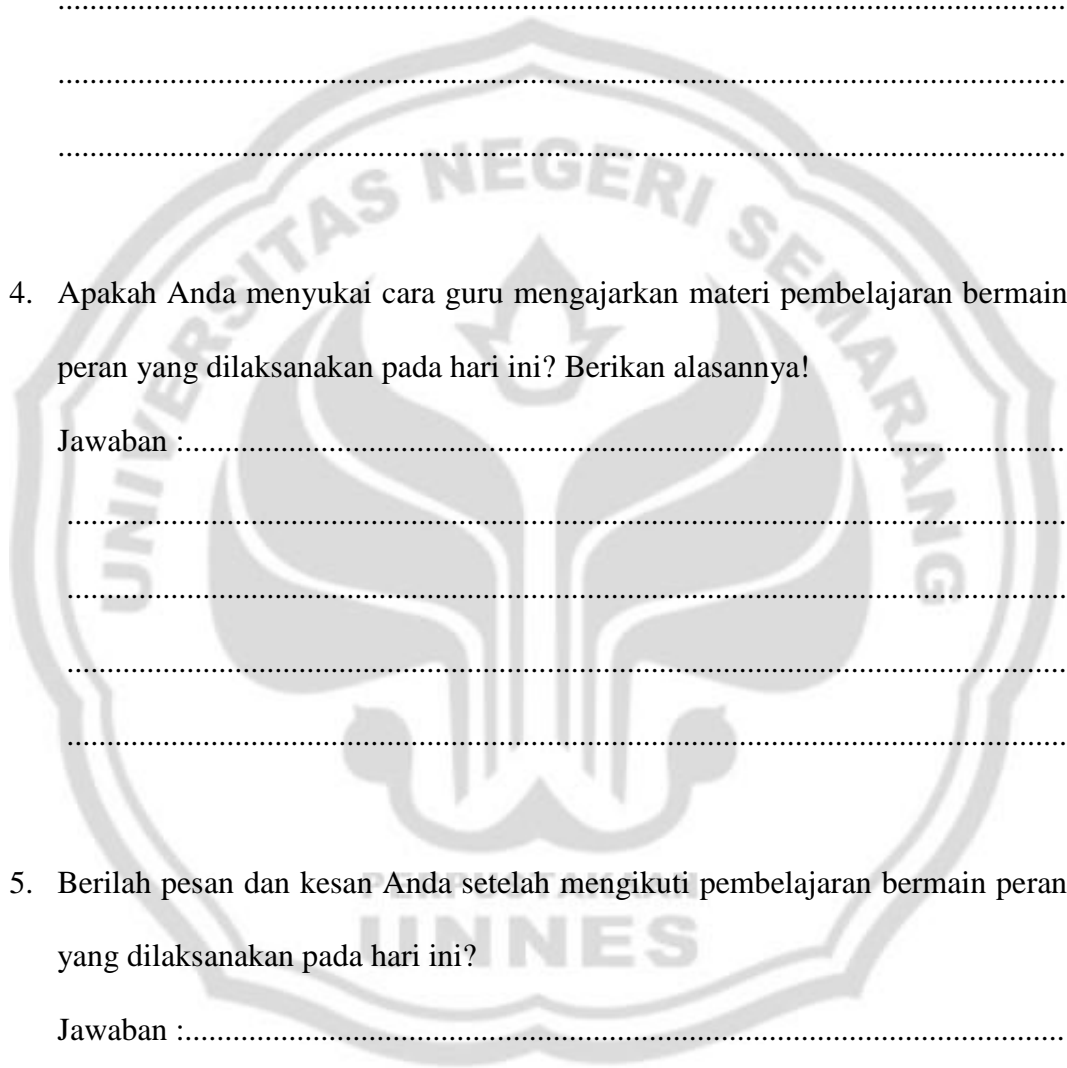 ....................................................................................................................
....................................................................................................................
....................................................................................................................
UNIVERSITAS NEGERI SEMARANG
4. Apakah Anda menyukai cara guru mengajarkan materi pembelajaran bermain
peran yang dilaksanakan pada hari ini? Berikan alasannya!
Jawaban :.....................................................................................................
....................................................................................................................
....................................................................................................................
....................................................................................................................
....................................................................................................................
5. Berilah pesan dan kesan Anda setelah mengikuti pembelajaran bermain peran
PERPUSTAKAAN
yang dilaksanakan pada hari ini?
UNNES
Jawaban :.....................................................................................................